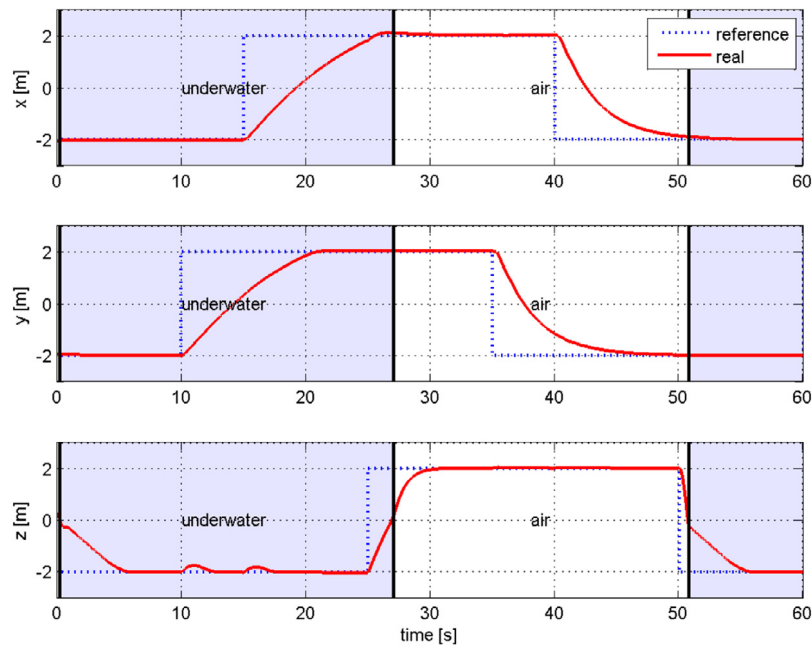 2
0
-2
x [m]
underwater
air
reference
real
0 10 20 30 40 50 60
2
0
-2
y [m]
underwater
air
0 10 20 30 40 50 60
2
0
-2
z [m]
underwater
air
0 10 20 30 40 50 60
time [s]